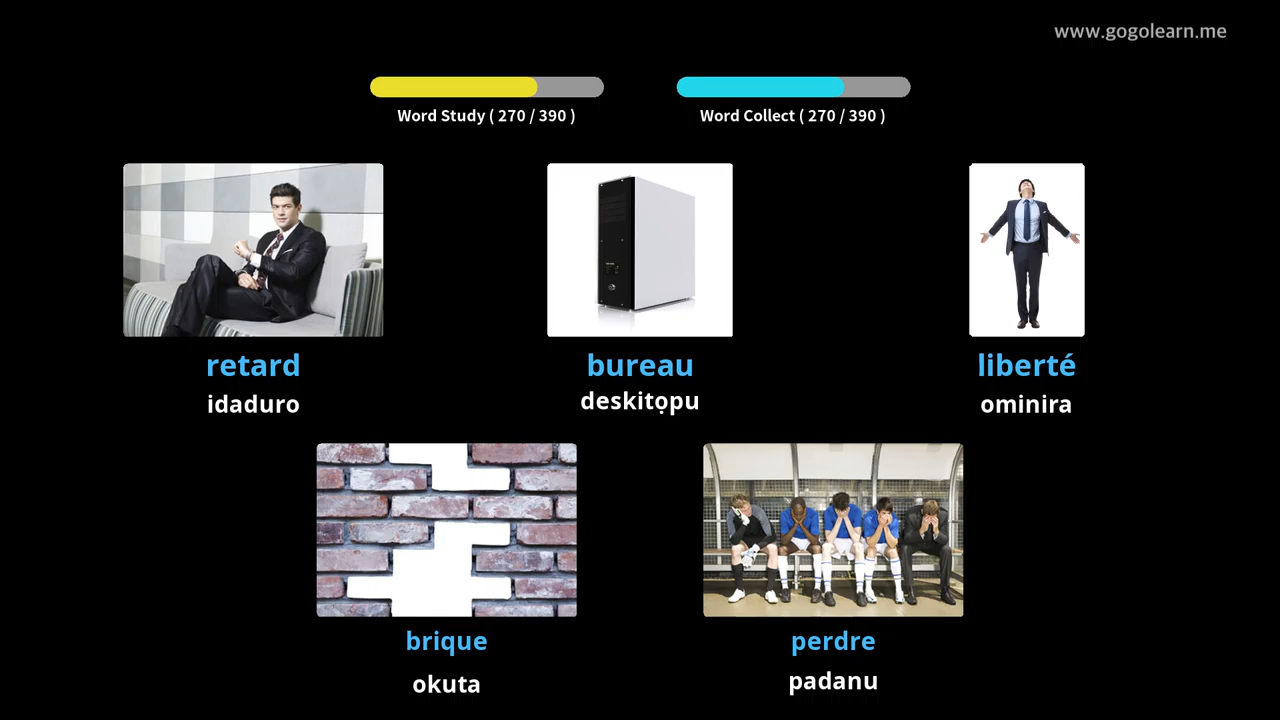 www.gogolearn.me
Word Study ( 270 / 390 )
Word Collect ( 270 / 390 )
retard
bureau
liberté
idaduro
deskitọpu
ominira
brique
perdre
okuta
padanu